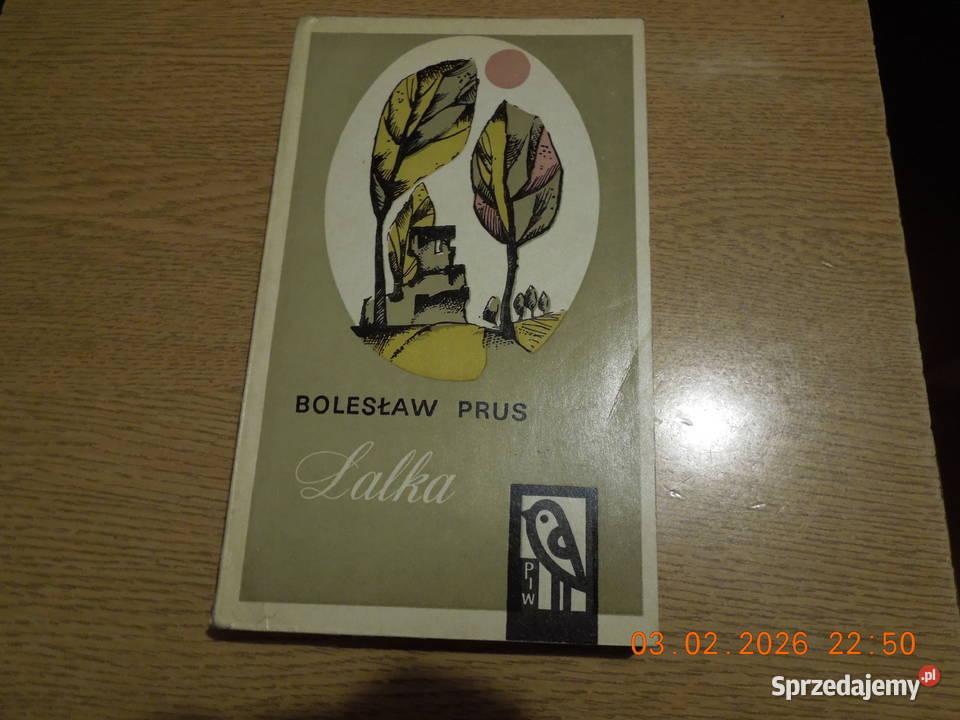 BOLESŁAW PRUS
Lalka
PIW
03.02.2026 22:50
Sprzedajemy.pl